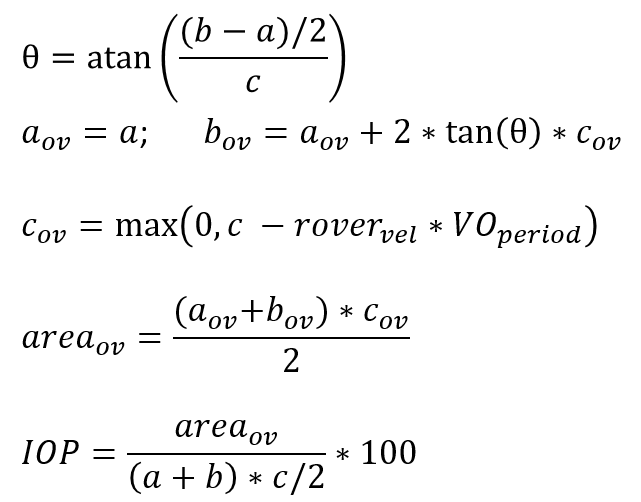 θ = atan ( ((b − a)/2) / c )
a_ov = a;  b_ov = a_ov + 2 * tan(θ) * c_ov
c_ov = max(0, c − rover_vel * VO_period)
area_ov = ((a_ov + b_ov) * c_ov) / 2
IOP = area_ov / ((a + b) * c/2) * 100